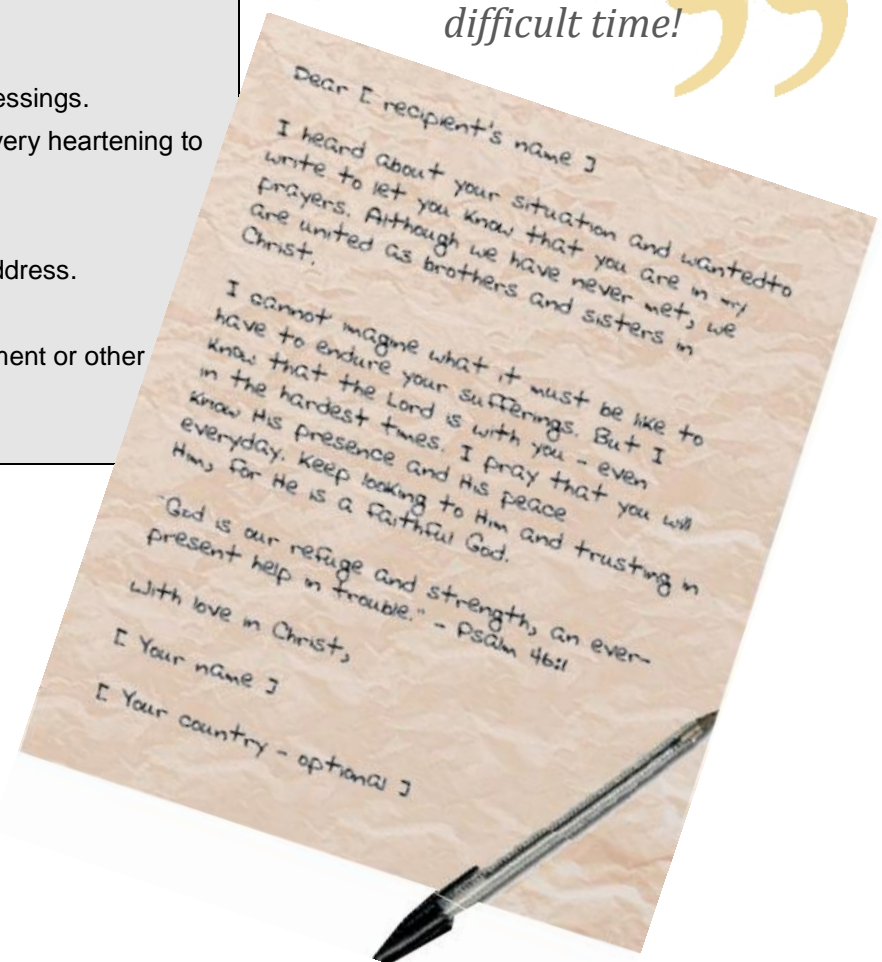 difficult time!
”
essings.
very heartening to
ddress.
ment or other
Dear [ recipient's name ]
I heard about your situation and wantedto
write to let you know that you are in my
prayers. Although we have never met, we
are united as brothers and sisters in
Christ.
I cannot imagine what it must be like to
have to endure your sufferings. But I
know that the Lord is with you - even
in the hardest times. I pray that you will
know His presence and His peace
everyday. Keep looking to Him and trusting in
Him, for He is a faithful God.
"God is our refuge and strength, an ever-
present help in trouble." - Psalm 46:1
With love in Christ,
[ Your name ]
[ Your country - optional ]